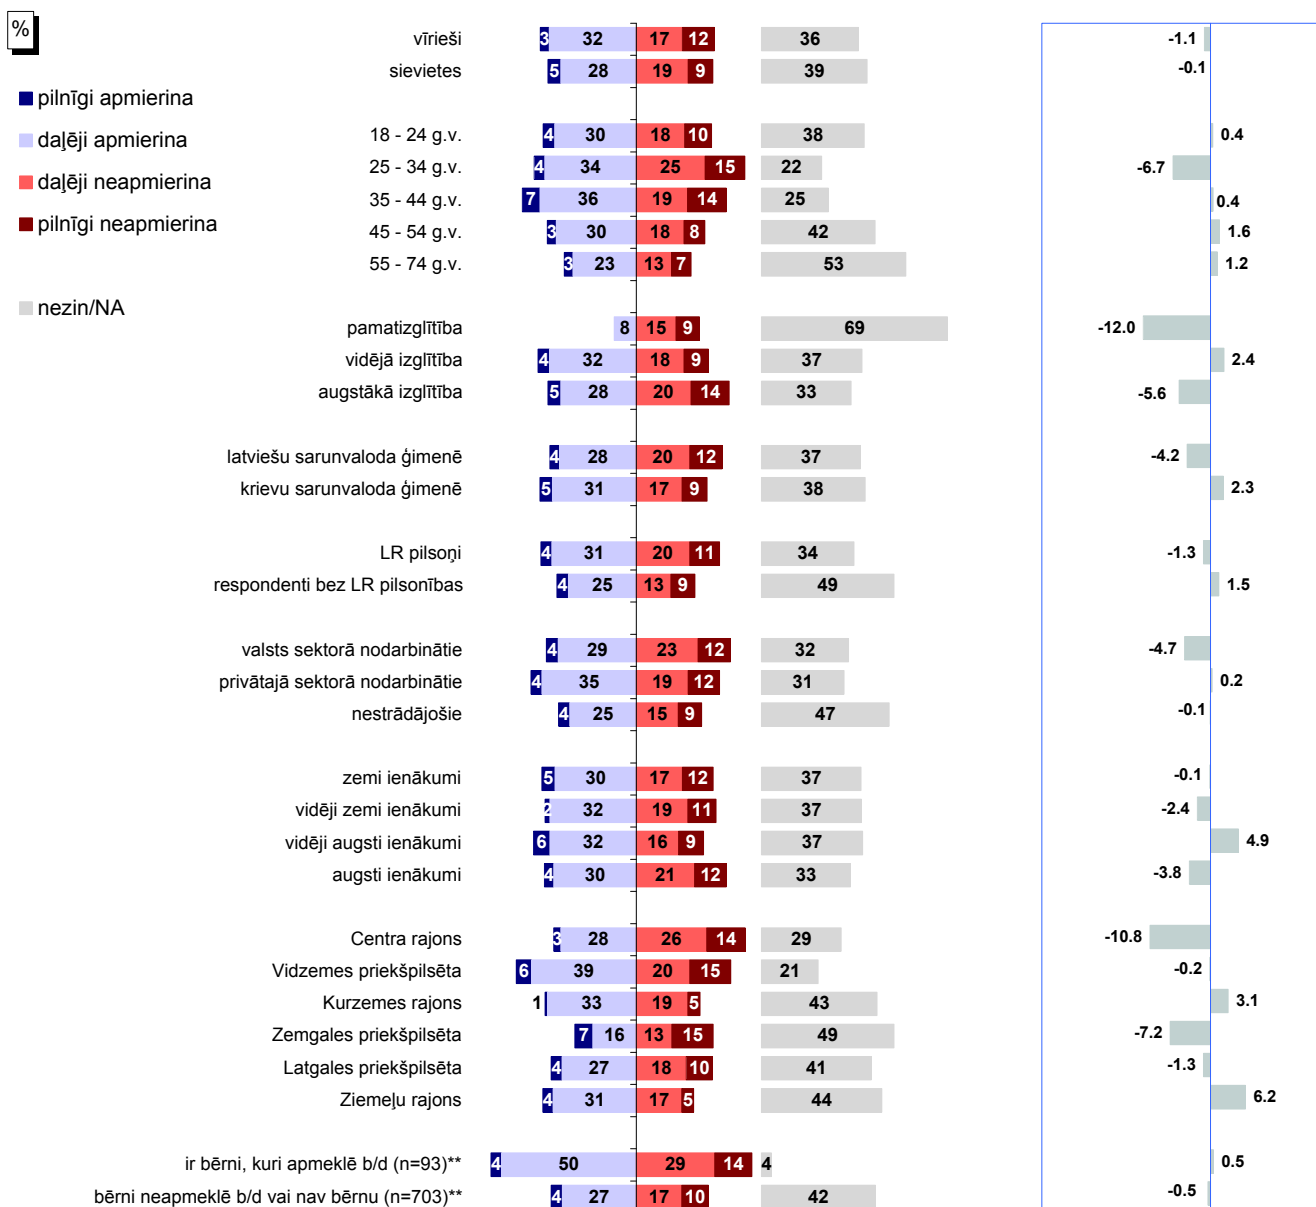 %
pilnīgi apmierina
daļēji apmierina
daļēji neapmierina
pilnīgi neapmierina
nezin/NA
vīrieši 3 32 17 12 36 -1.1
sievietes 5 28 19 9 39 -0.1
18 - 24 g.v. 4 30 18 10 38 0.4
25 - 34 g.v. 4 34 25 15 22 -6.7
35 - 44 g.v. 7 36 19 14 25 0.4
45 - 54 g.v. 3 30 18 8 42 1.6
55 - 74 g.v. 3 23 13 7 53 1.2
pamatizglītība 8 15 9 69 -12.0
vidējā izglītība 4 32 18 9 37 2.4
augstākā izglītība 5 28 20 14 33 -5.6
latviešu sarunvaloda ģimenē 4 28 20 12 37 -4.2
krievu sarunvaloda ģimenē 5 31 17 9 38 2.3
LR pilsoņi 4 31 20 11 34 -1.3
respondenti bez LR pilsonības 4 25 13 9 49 1.5
valsts sektorā nodarbinātie 4 29 23 12 32 -4.7
privātajā sektorā nodarbinātie 4 35 19 12 31 0.2
nestrādājošie 4 25 15 9 47 -0.1
zemi ienākumi 5 30 17 12 37 -0.1
vidēji zemi ienākumi 2 32 19 11 37 -2.4
vidēji augsti ienākumi 6 32 16 9 37 4.9
augsti ienākumi 4 30 21 12 33 -3.8
Centra rajons 3 28 26 14 29 -10.8
Vidzemes priekšpilsēta 6 39 20 15 21 -0.2
Kurzemes rajons 1 33 19 5 43 3.1
Zemgales priekšpilsēta 7 16 13 15 49 -7.2
Latgales priekšpilsēta 4 27 18 10 41 -1.3
Ziemeļu rajons 4 31 17 5 44 6.2
ir bērni, kuri apmeklē b/d (n=93)** 4 50 29 14 4 0.5
bērni neapmeklē b/d vai nav bērnu (n=703)** 4 27 17 10 42 -0.5